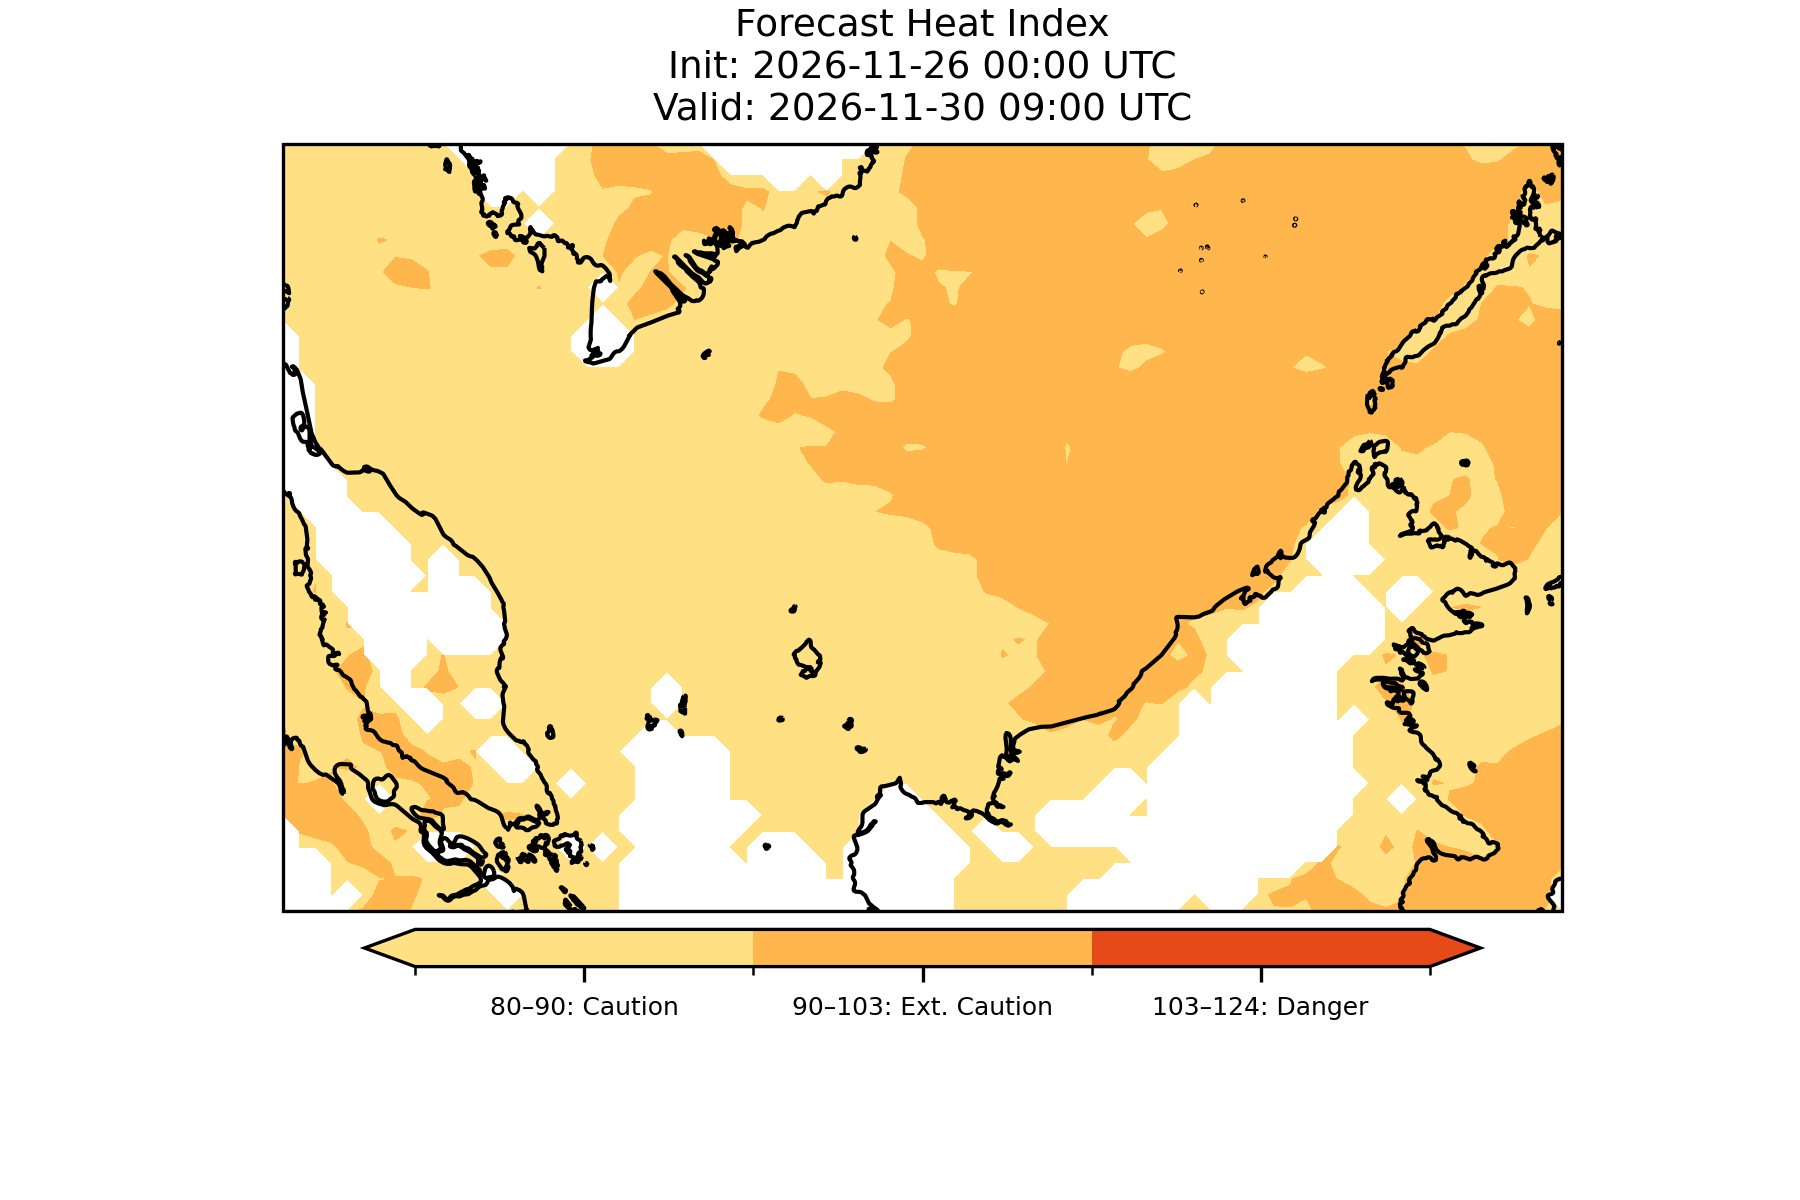 Forecast Heat Index
Init: 2026-11-26 00:00 UTC
Valid: 2026-11-30 09:00 UTC
80–90: Caution
90–103: Ext. Caution
103–124: Danger